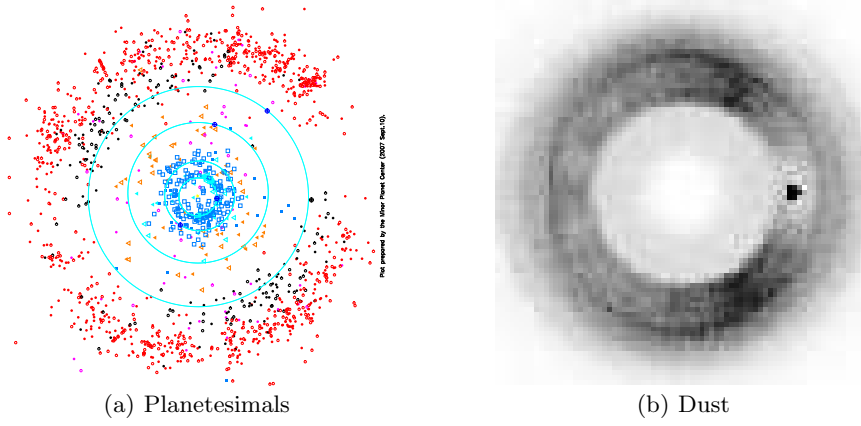 Plot prepared by the Minor Planet Center (2007 Sept.10).
(a) Planetesimals
(b) Dust